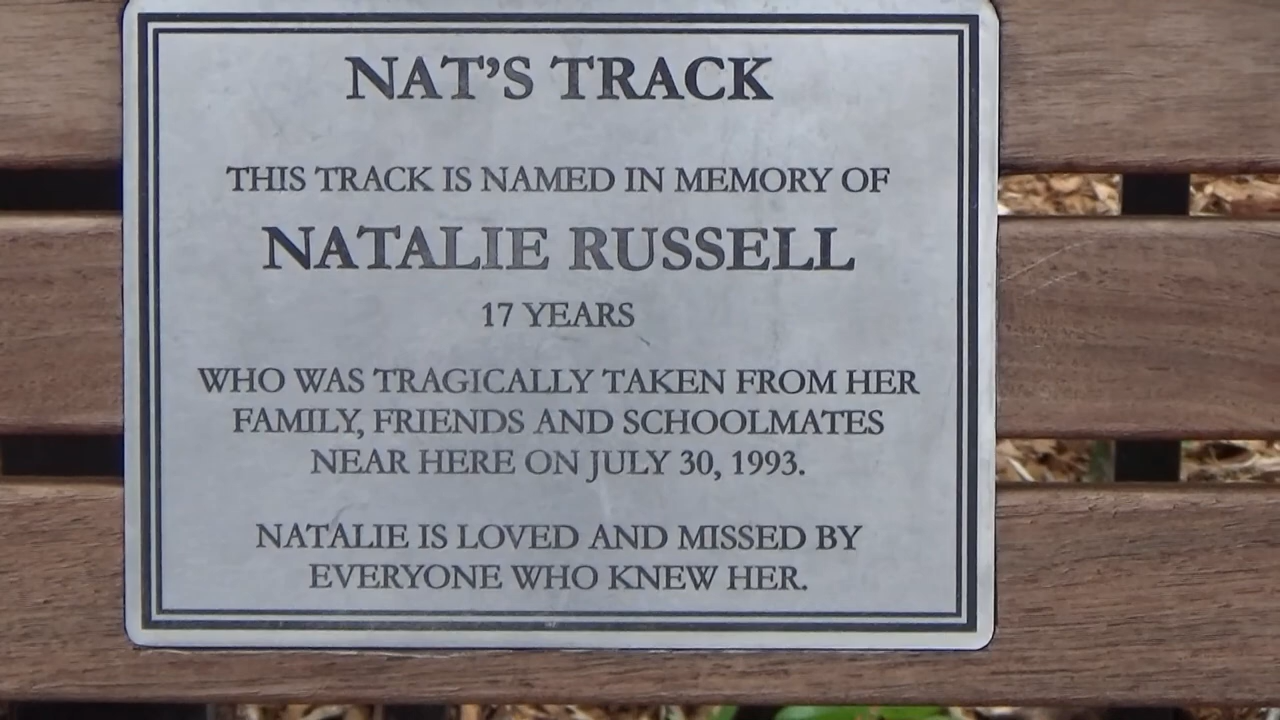 NAT'S TRACK
THIS TRACK IS NAMED IN MEMORY OF
NATALIE RUSSELL
17 YEARS
WHO WAS TRAGICALLY TAKEN FROM HER
FAMILY, FRIENDS AND SCHOOLMATES
NEAR HERE ON JULY 30, 1993.
NATALIE IS LOVED AND MISSED BY
EVERYONE WHO KNEW HER.